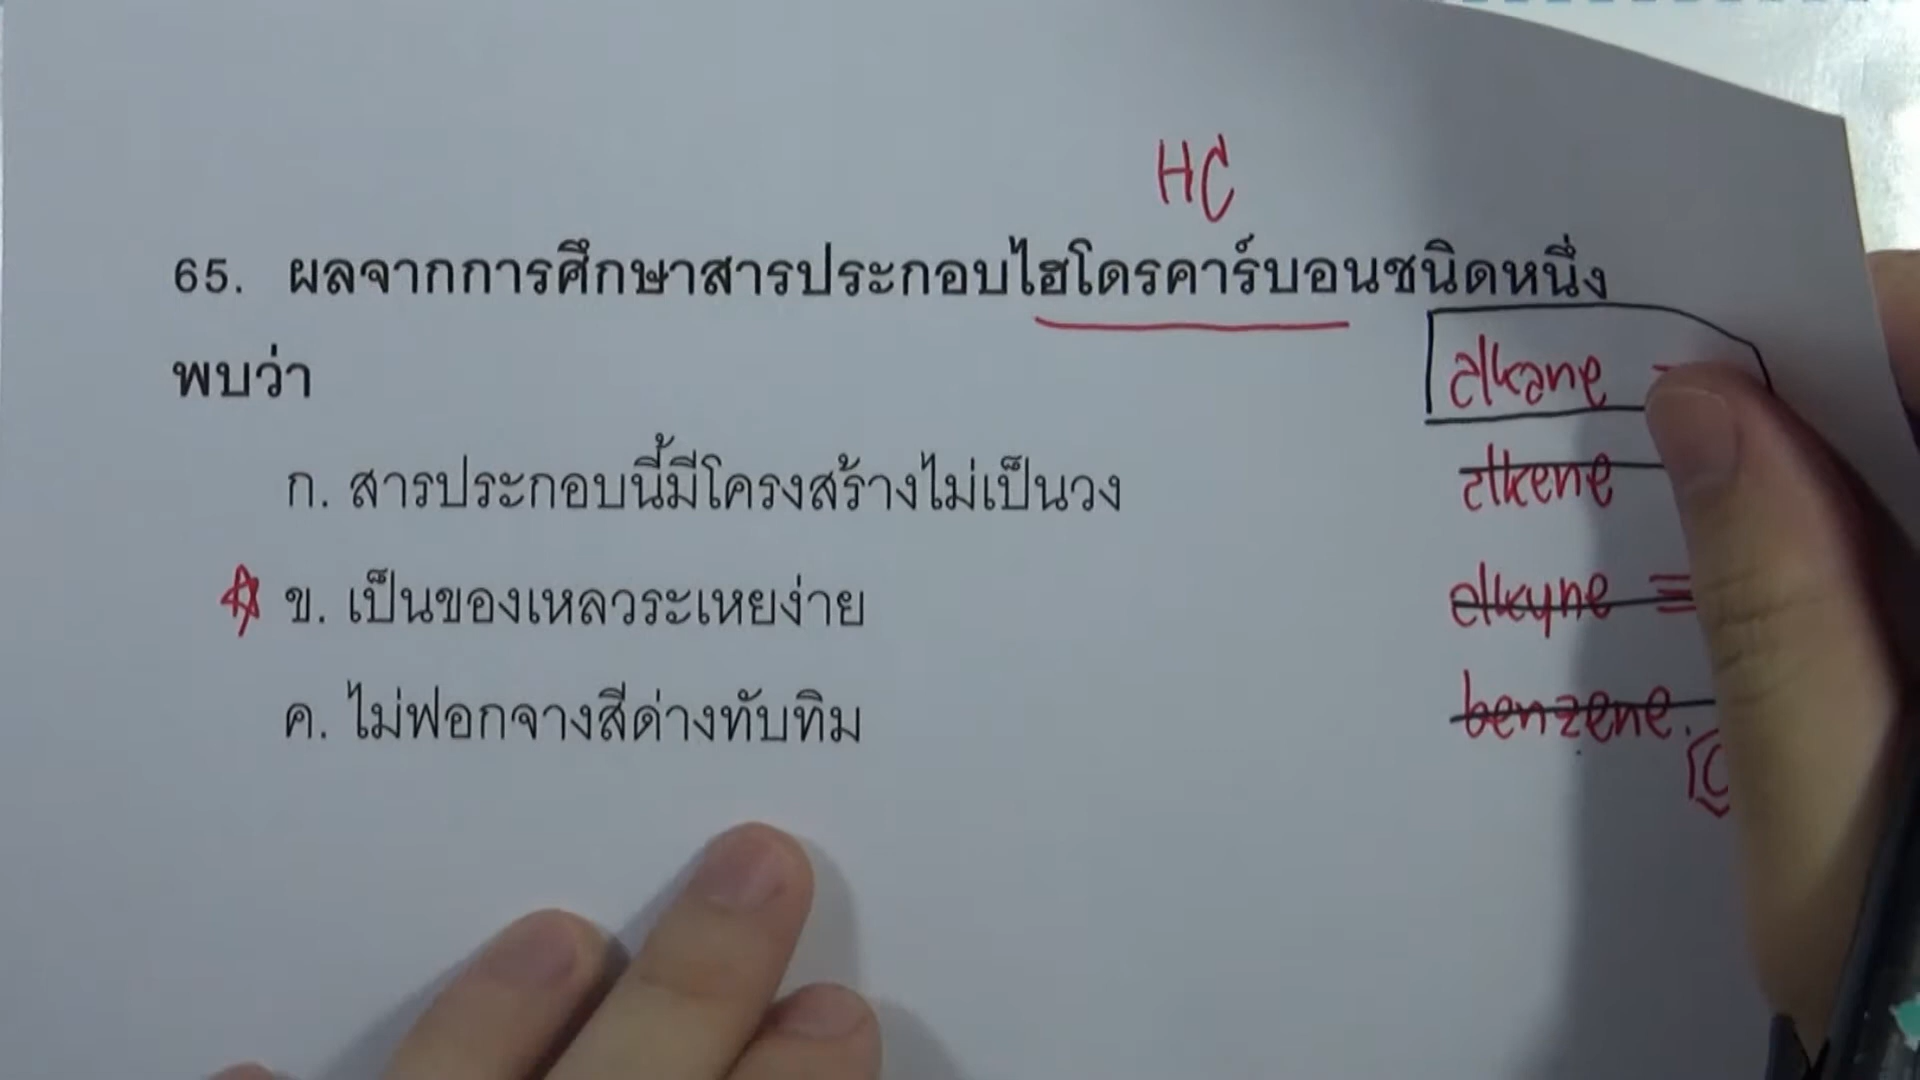 HC
65. ผลจากการศึกษาสารประกอบไฮโดรคาร์บอนชนิดหนึ่ง
พบว่า
alkane
ก. สารประกอบนี้มีโครงสร้างไม่เป็นวง
alkene
ข. เป็นของเหลวระเหยง่าย
alkyne ≡
ค. ไม่ฟอกจางสีด่างทับทิม
benzene.